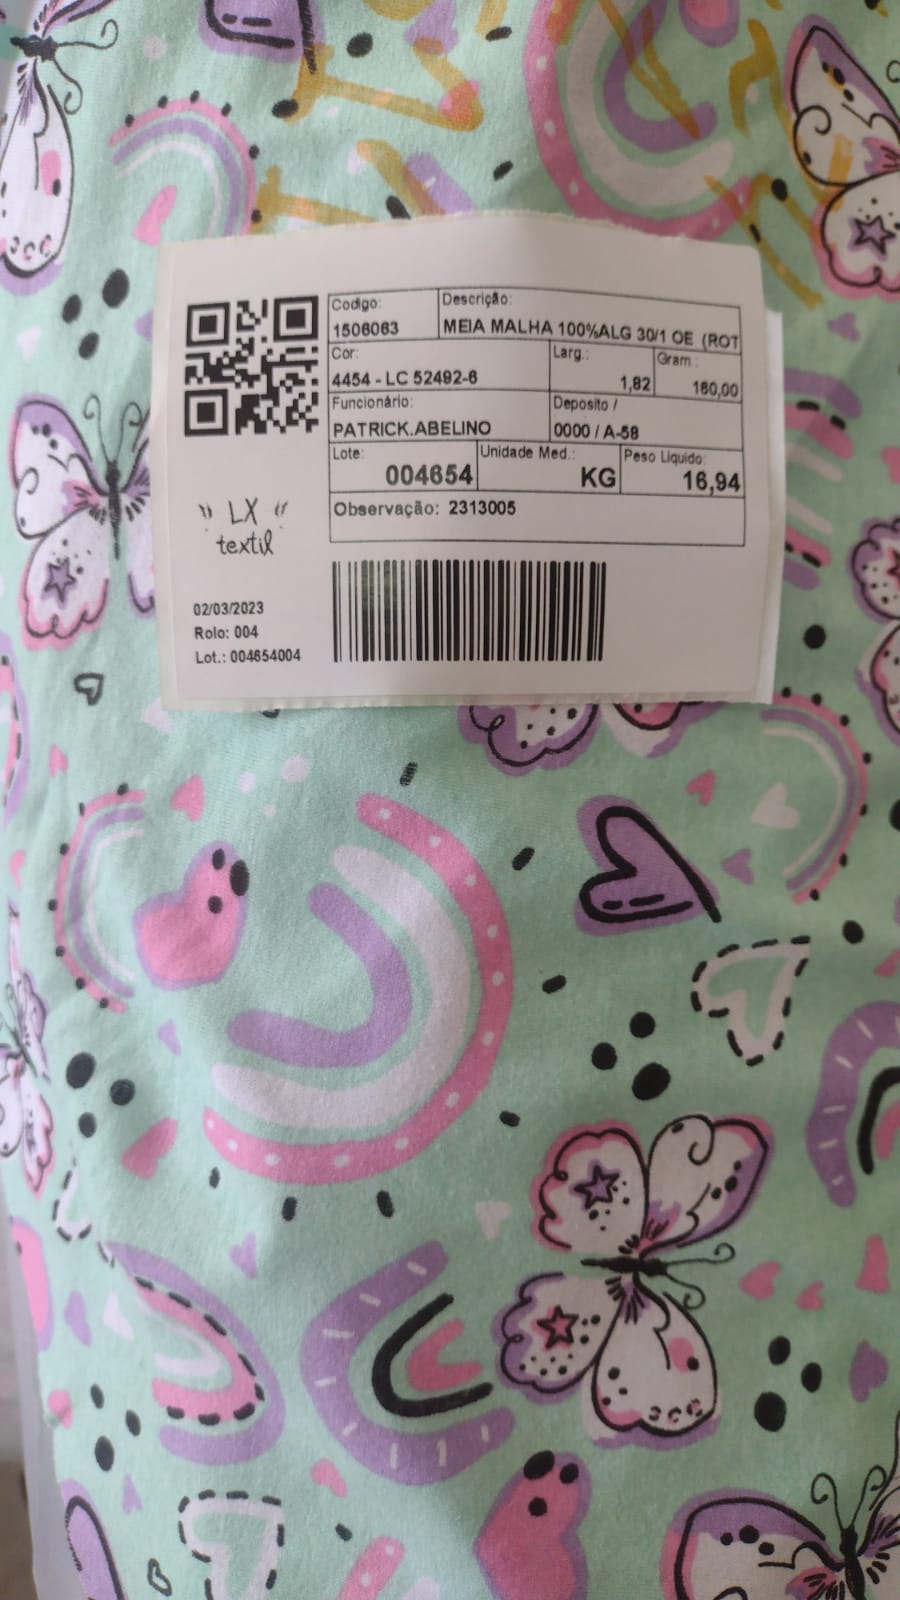 Codigo:
1506063
Descrição:
MEIA MALHA 100%ALG 30/1 OE (ROT
Cor:
4454 - LC 52492-6
Larg.:
1,82
Gram.:
160,00
Funcionário:
PATRICK.ABELINO
Deposito /
0000 / A-58
Lote:
004654
Unidade Med.:
KG
Peso Liquido:
16,94
Observação: 2313005
LX
textil
02/03/2023
Rolo: 004
Lot.: 004654004